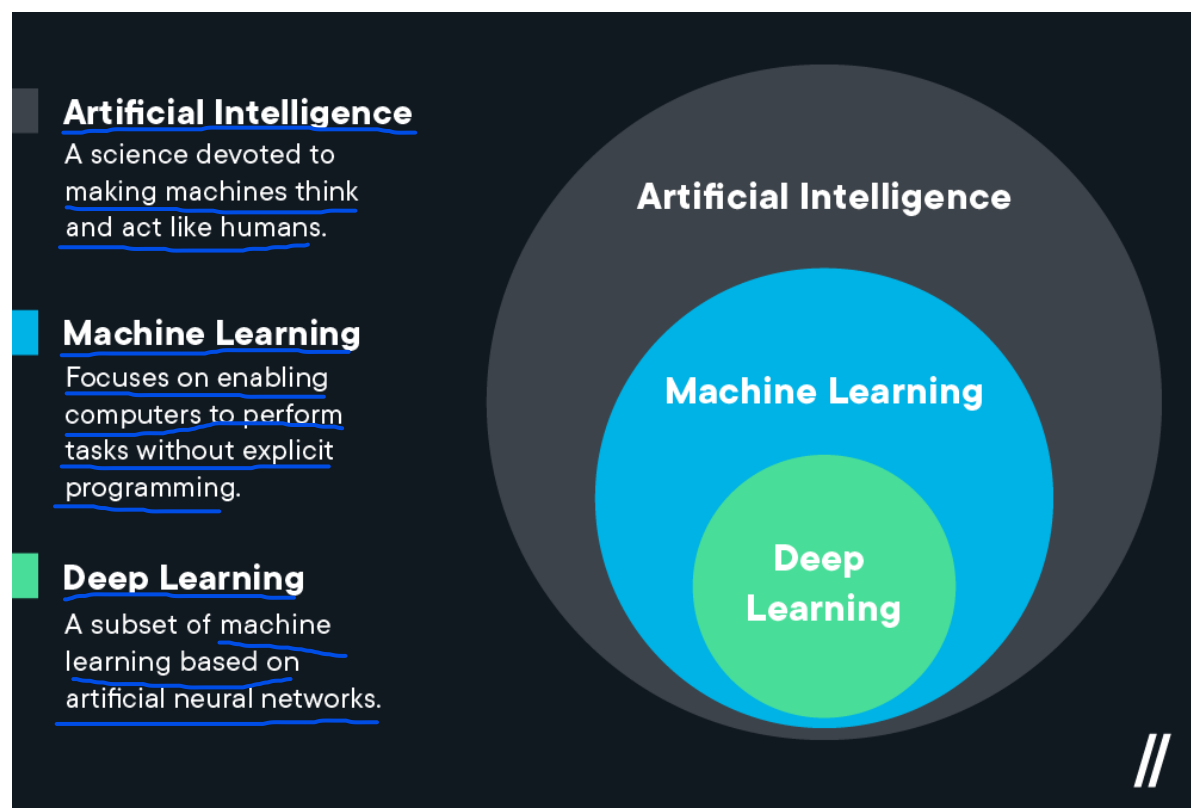 Artificial Intelligence
A science devoted to
making machines think
and act like humans.
Machine Learning
Focuses on enabling
computers to perform
tasks without explicit
programming.
Deep Learning
A subset of machine
learning based on
artificial neural networks.
Artificial Intelligence
Machine Learning
Deep
Learning
//